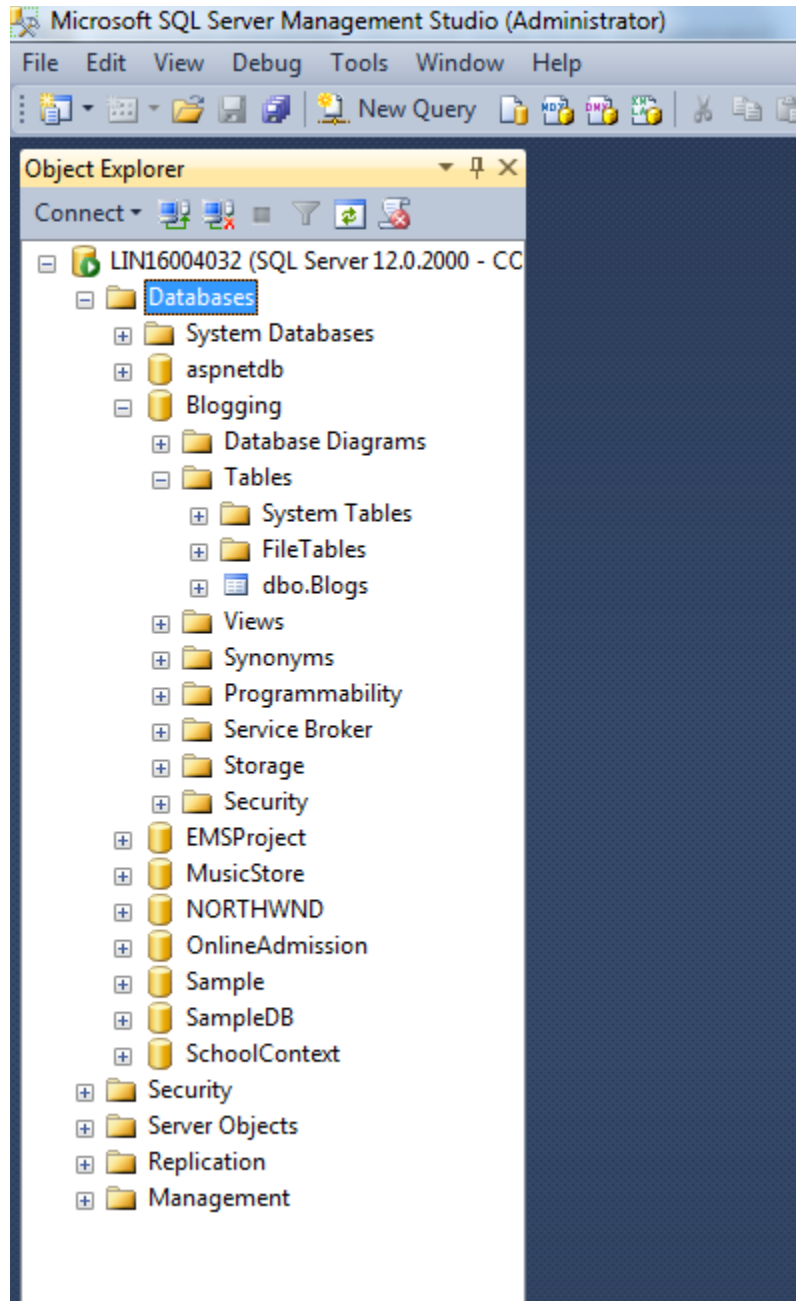 Microsoft SQL Server Management Studio (Administrator)
File Edit View Debug Tools Window Help
New Query
Object Explorer
Connect
LIN16004032 (SQL Server 12.0.2000 - CO
Databases
System Databases
aspnetdb
Blogging
Database Diagrams
Tables
System Tables
FileTables
dbo.Blogs
Views
Synonyms
Programmability
Service Broker
Storage
Security
EMSProject
MusicStore
NORTHWND
OnlineAdmission
Sample
SampleDB
SchoolContext
Security
Server Objects
Replication
Management